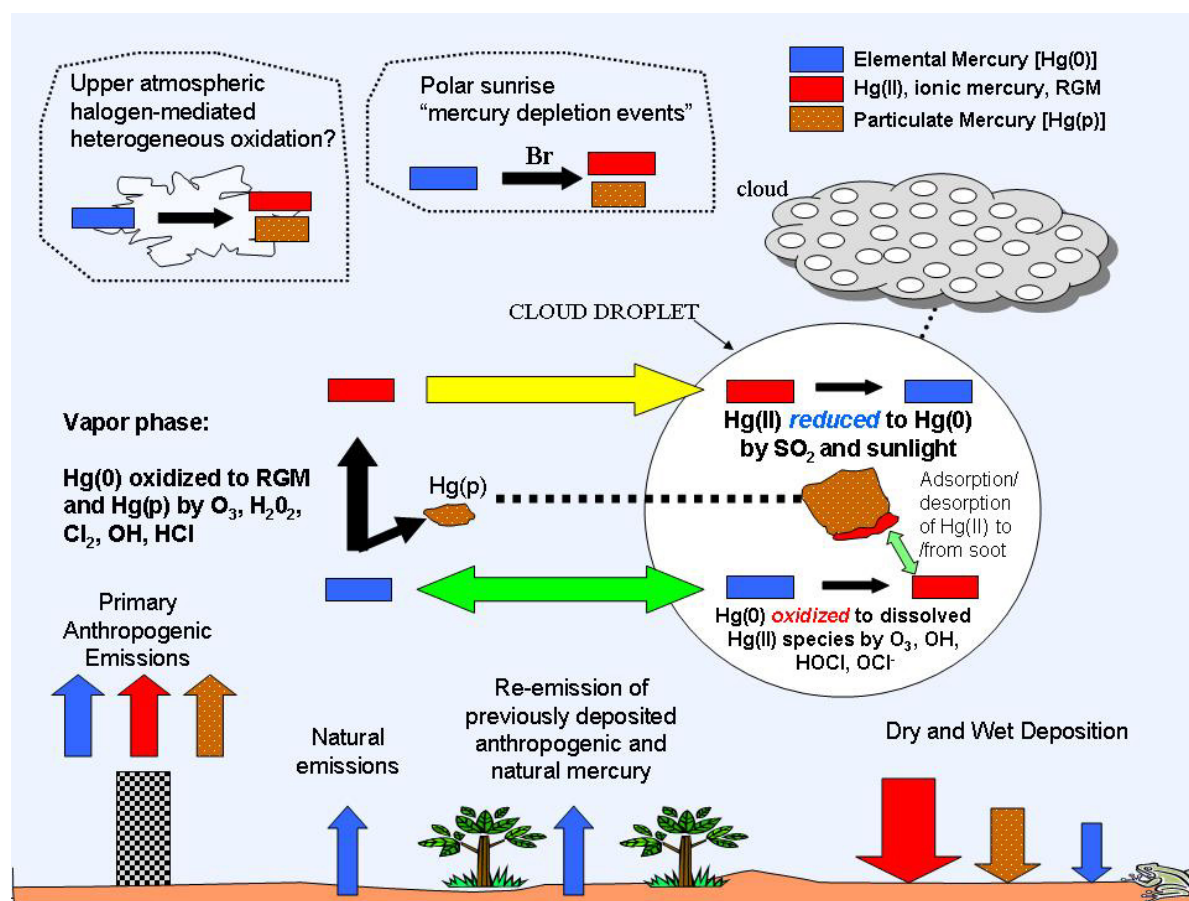 Upper atmospheric
halogen-mediated
heterogeneous oxidation?
Polar sunrise
“mercury depletion events”
Br
Elemental Mercury [Hg(0)]
Hg(II), ionic mercury, RGM
Particulate Mercury [Hg(p)]
cloud
CLOUD DROPLET
Vapor phase:
Hg(0) oxidized to RGM
and Hg(p) by O3, H2O2,
Cl2, OH, HCl
Hg(p)
Hg(II) reduced to Hg(0)
by SO2 and sunlight
Adsorption/
desorption
of Hg(II) to
/from soot
Hg(0) oxidized to dissolved
Hg(II) species by O3, OH,
HOCl, OCl-
Primary
Anthropogenic
Emissions
Natural
emissions
Re-emission of
previously deposited
anthropogenic and
natural mercury
Dry and Wet Deposition